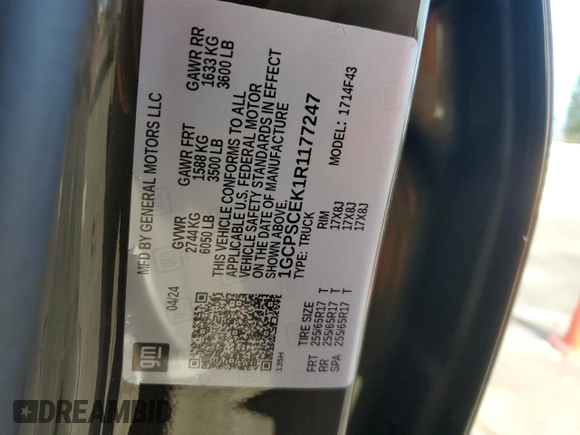 MFD BY GENERAL MOTORS LLC
04/24
GVWR GAWR FRT GAWR RR
2744 KG 1588 KG 1633 KG
6050 LB 3500 LB 3600 LB
THIS VEHICLE CONFORMS TO ALL
APPLICABLE U.S. FEDERAL MOTOR
VEHICLE SAFETY STANDARDS IN EFFECT
ON THE DATE OF MANUFACTURE
SHOWN ABOVE.
1GCPSCEK1R1177247
TYPE: TRUCK MODEL: 1714F43
TIRE SIZE RIM
FRT 255/65R17 T 17X8J
RR 255/65R17 T 17X8J
SPA 255/65R17 T 17X8J
gm
135H
DREAMBID